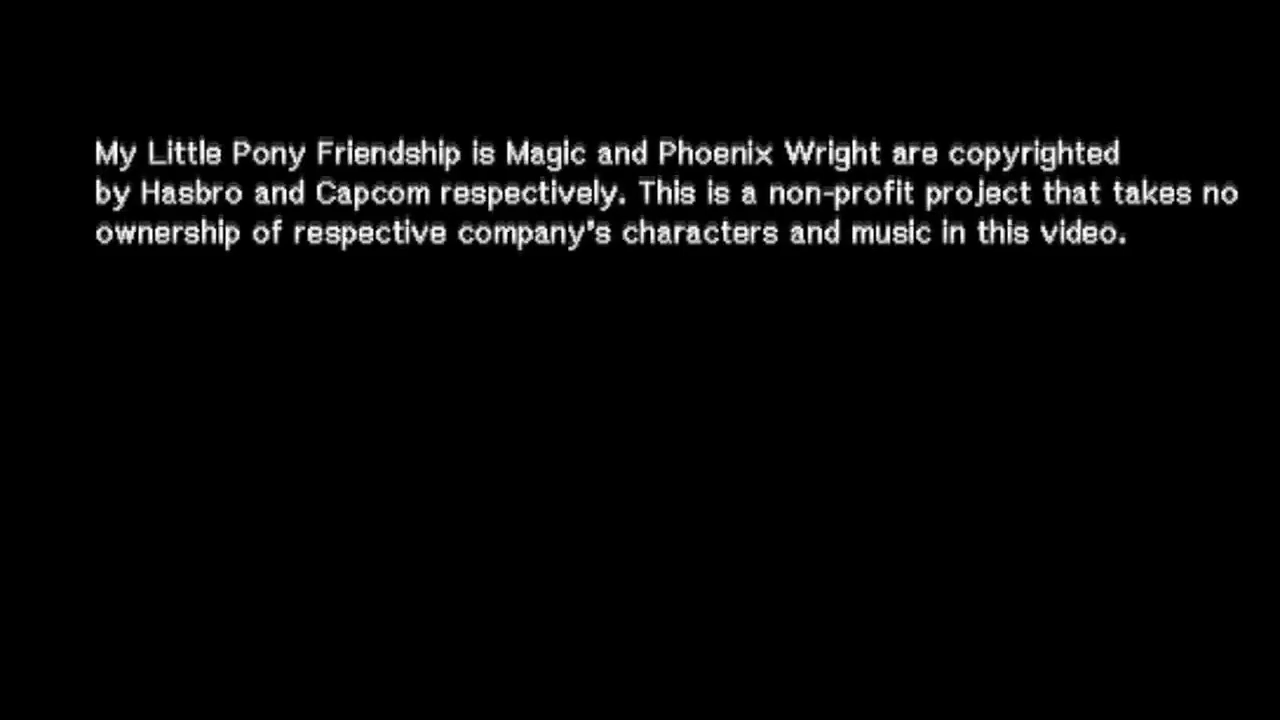 My Little Pony Friendship is Magic and Phoenix Wright are copyrighted
by Hasbro and Capcom respectively. This is a non-profit project that takes no
ownership of respective company's characters and music in this video.